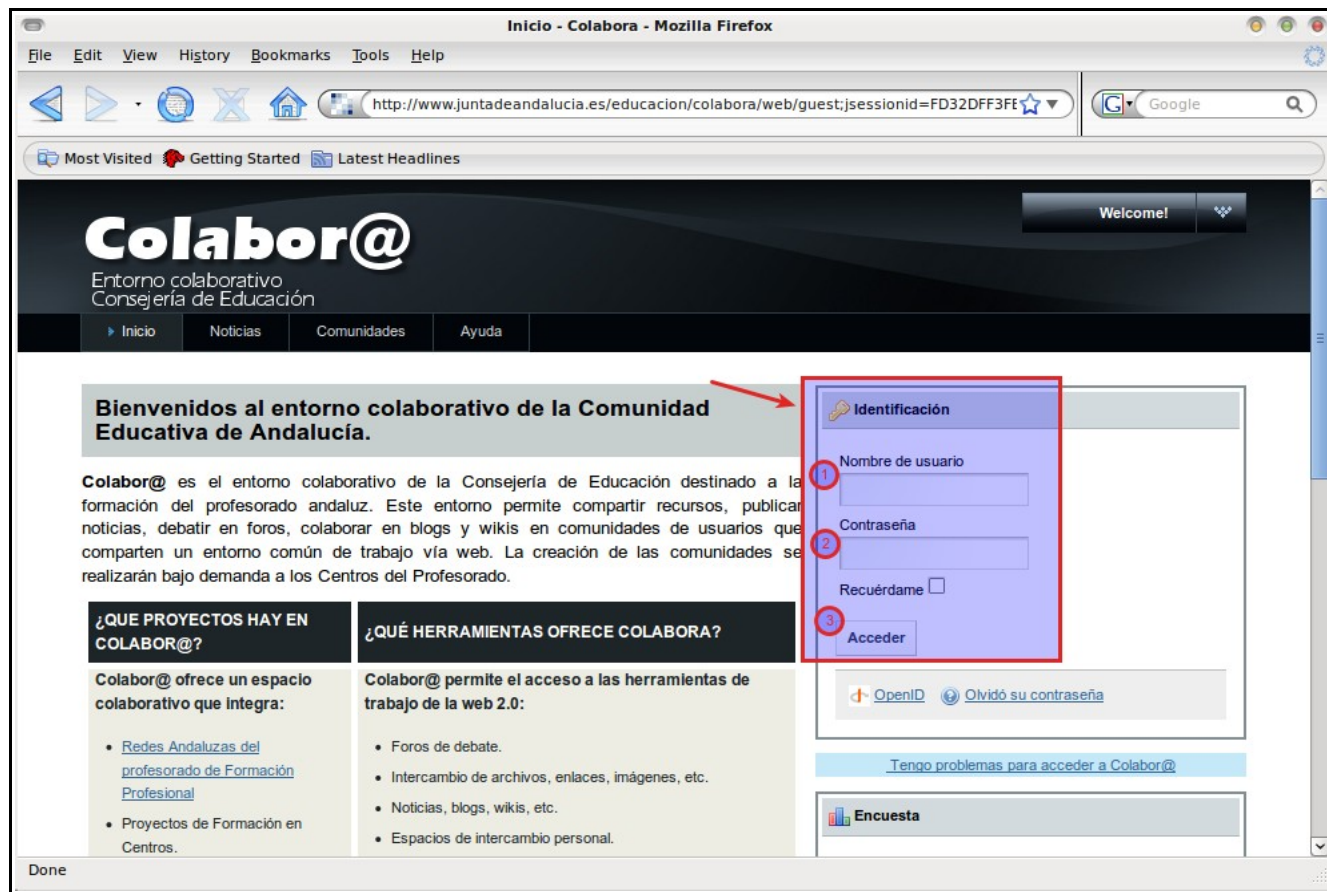 Inicio - Colabora - Mozilla Firefox
File Edit View History Bookmarks Tools Help
http://www.juntadeandalucia.es/educacion/colabora/web/guest;jsessionid=FD32DFF3FE
G Google
Most Visited Getting Started Latest Headlines
Welcome!
Colabor@
Entorno colaborativo
Consejería de Educación
Inicio Noticias Comunidades Ayuda
Bienvenidos al entorno colaborativo de la Comunidad
Educativa de Andalucía.
Colabor@ es el entorno colaborativo de la Consejería de Educación destinado a la
formación del profesorado andaluz. Este entorno permite compartir recursos, publicar
noticias, debatir en foros, colaborar en blogs y wikis en comunidades de usuarios que
comparten un entorno común de trabajo vía web. La creación de las comunidades se
realizarán bajo demanda a los Centros del Profesorado.
¿QUE PROYECTOS HAY EN
COLABOR@?
Colabor@ ofrece un espacio
colaborativo que integra:
Redes Andaluzas del
profesorado de Formación
Profesional
Proyectos de Formación en
Centros.
¿QUÉ HERRAMIENTAS OFRECE COLABORA?
Colabor@ permite el acceso a las herramientas de
trabajo de la web 2.0:
Foros de debate.
Intercambio de archivos, enlaces, imágenes, etc.
Noticias, blogs, wikis, etc.
Espacios de intercambio personal.
Identificación
Nombre de usuario
1
Contraseña
2
Recuérdame
3
Acceder
OpenID Olvidó su contraseña
Tengo problemas para acceder a Colabor@
Encuesta
Done